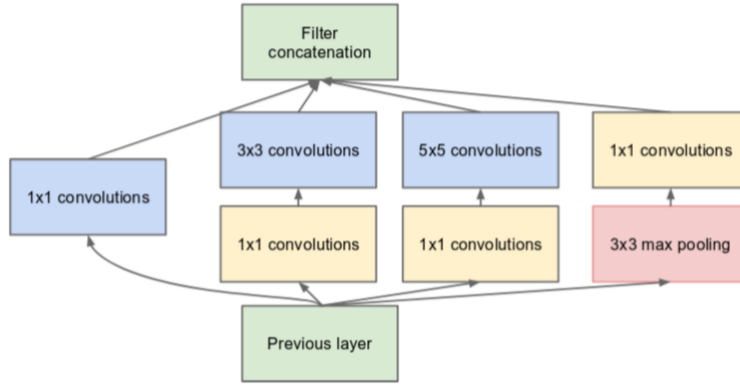 Filter
concatenation
3x3 convolutions
5x5 convolutions
1x1 convolutions
1x1 convolutions
1x1 convolutions
1x1 convolutions
3x3 max pooling
Previous layer